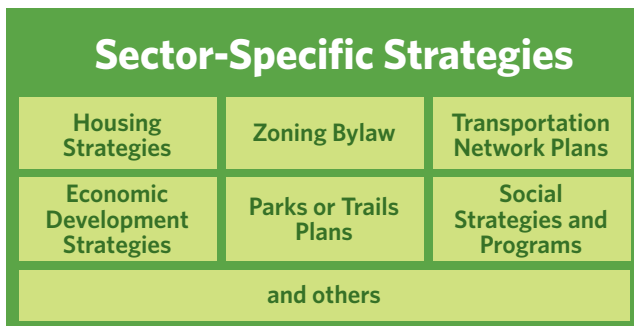 Sector-Specific Strategies
Housing
Strategies
Zoning Bylaw
Transportation
Network Plans
Economic
Development
Strategies
Parks or Trails
Plans
Social
Strategies and
Programs
and others